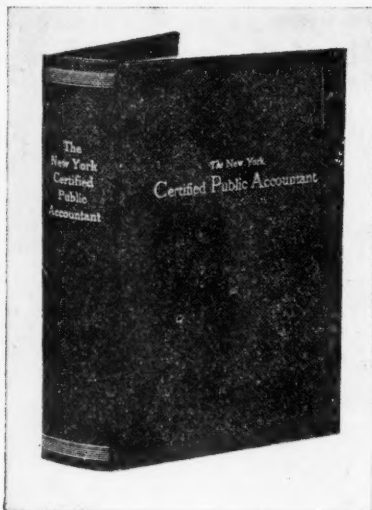 The
New York
Certified
Public
Accountant
The New York
Certified Public Accountant